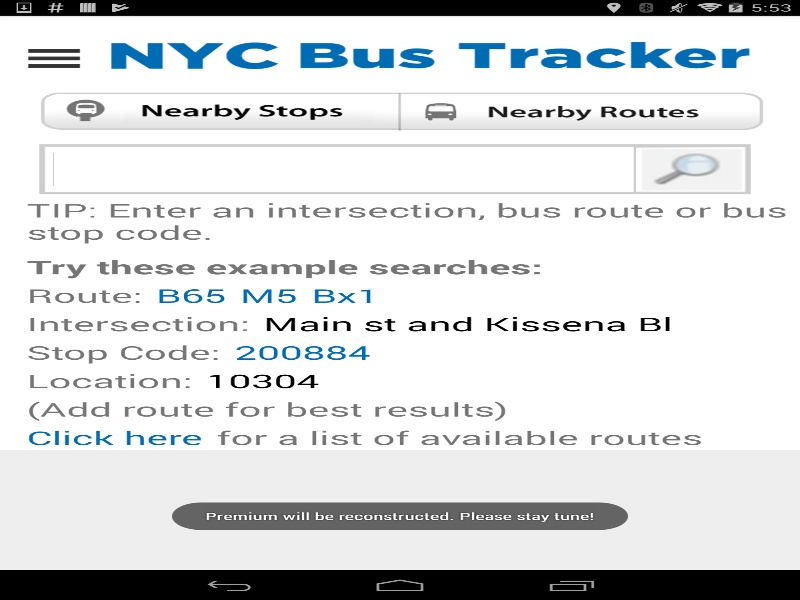 5:53
NYC Bus Tracker
Nearby Stops
Nearby Routes
TIP: Enter an intersection, bus route or bus
stop code.
Try these example searches:
Route: B65 M5 Bx1
Intersection: Main st and Kissena Bl
Stop Code: 200884
Location: 10304
(Add route for best results)
Click here for a list of available routes
Premium will be reconstructed. Please stay tune!